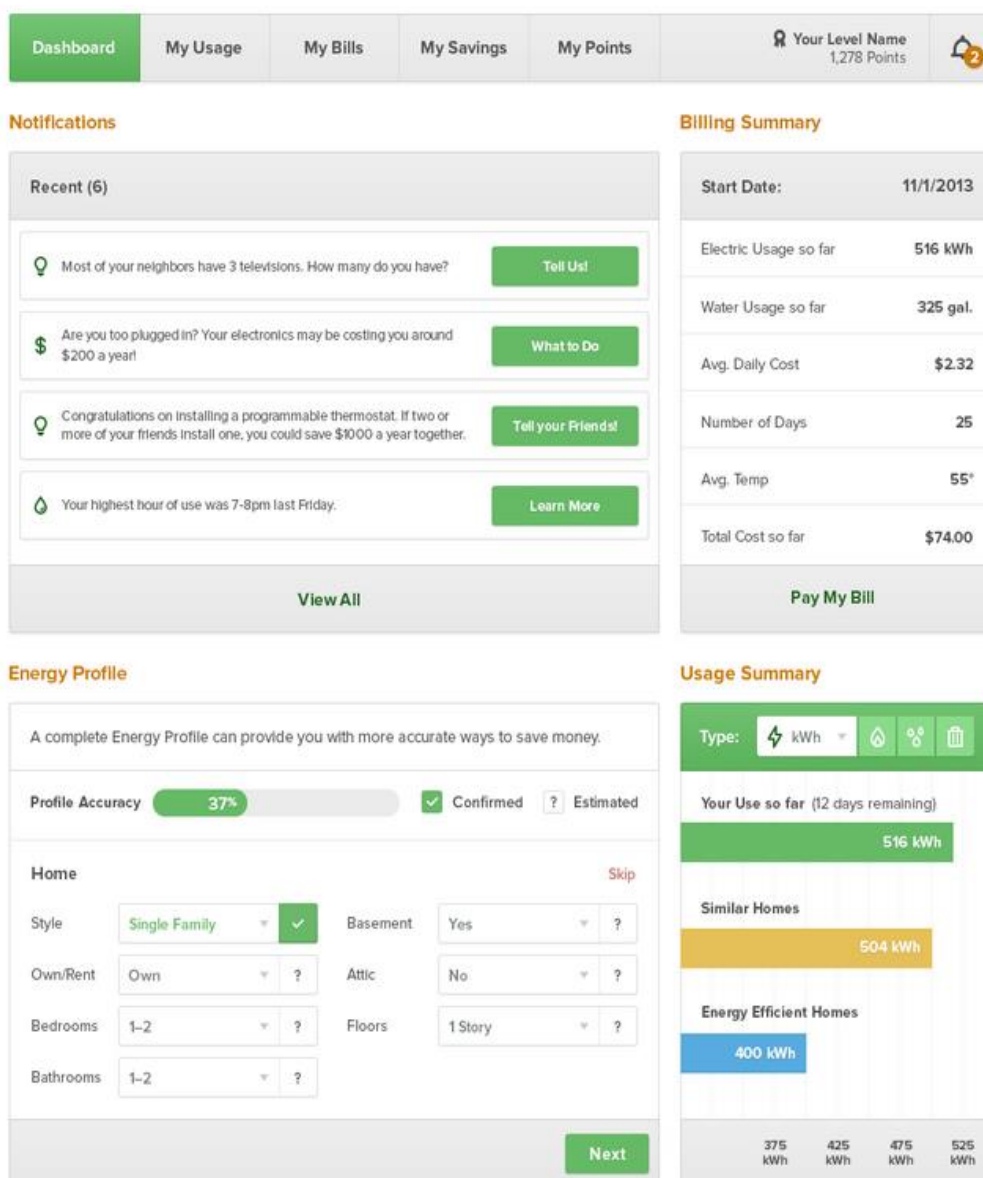 Dashboard My Usage My Bills My Savings My Points Your Level Name
1,278 Points
2
Notifications
Recent (6)
Most of your neighbors have 3 televisions. How many do you have? Tell Us!
Are you too plugged in? Your electronics may be costing you around
$200 a year!
What to Do
Congratulations on installing a programmable thermostat. If two or
more of your friends install one, you could save $1000 a year together.
Tell your Friends!
Your highest hour of use was 7-8pm last Friday. Learn More
View All
Billing Summary
Start Date: 11/1/2013
Electric Usage so far 516 kWh
Water Usage so far 325 gal.
Avg. Daily Cost $2.32
Number of Days 25
Avg. Temp 55°
Total Cost so far $74.00
Pay My Bill
Energy Profile
A complete Energy Profile can provide you with more accurate ways to save money.
Profile Accuracy 37% Confirmed ? Estimated
Home Skip
Style Single Family Basement Yes ?
Own/Rent Own ? Attic No ?
Bedrooms 1–2 ? Floors 1 Story ?
Bathrooms 1–2 ?
Next
Usage Summary
Type: kWh
Your Use so far (12 days remaining)
516 kWh
Similar Homes
504 kWh
Energy Efficient Homes
400 kWh
375 425 475 525
kWh kWh kWh kWh